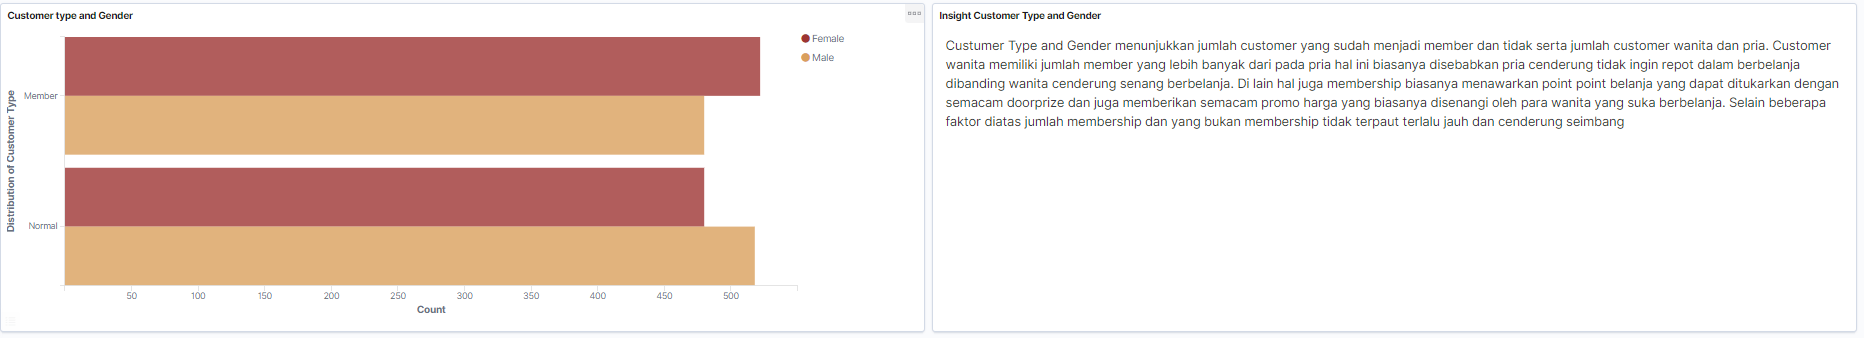 Customer type and Gender
Female
Male
Distribution of Customer Type
Member
Normal
50 100 150 200 250 300 350 400 450 500
Count
Insight Customer Type and Gender
Custumer Type and Gender menunjukkan jumlah customer yang sudah menjadi member dan tidak serta jumlah customer wanita dan pria. Customer
wanita memiliki jumlah member yang lebih banyak dari pada pria hal ini biasanya disebabkan pria cenderung tidak ingin repot dalam berbelanja
dibanding wanita cenderung senang berbelanja. Di lain hal juga membership biasanya menawarkan point point belanja yang dapat ditukarkan dengan
semacam doorprize dan juga memberikan semacam promo harga yang biasanya disenangi oleh para wanita yang suka berbelanja. Selain beberapa
faktor diatas jumlah membership dan yang bukan membership tidak terpaut terlalu jauh dan cenderung seimbang